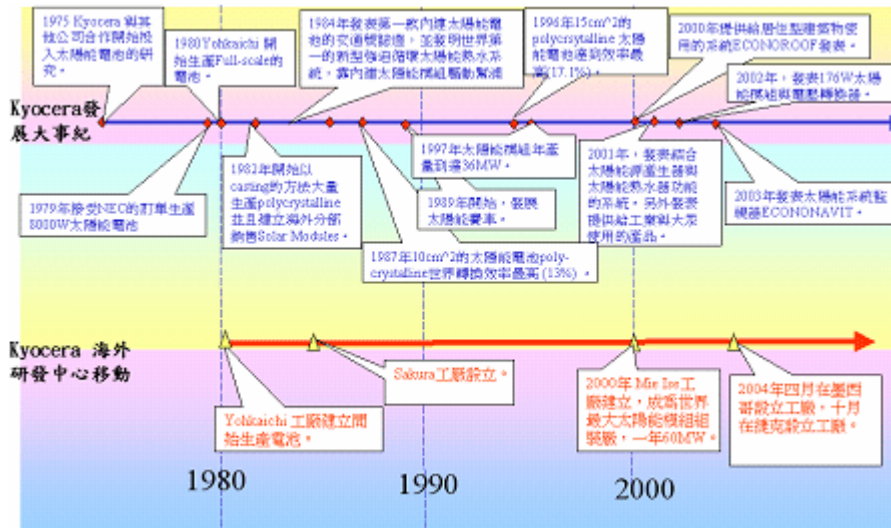 1975 Kyocera 與其
他公司合作開始投
入太陽能電池的研
究。
1980Yohkaichi 開
始生產Full-scale的
電池。
1984年發表第一款內建太陽能電
池的交通號誌燈，並發明世界第
一的新型強迫循環太陽能熱水系
統，靠內建太陽能模組驅動幫浦
1996年15cm^2的
polycrystalline 太陽
能電池達到效率最
高(17.1%)。
2000年提供給居住型建築物使
用的系統ECONOROOF發表。
2002年，發表176W太陽
能模組與電壓轉換器。
Kyocera發
展大事紀
1979年接受NEC的訂單生產
8000W太陽能電池
1982年開始以
casting的方法大量
生產polycrystalline
並且建立海外分部
銷售Solar Modules。
1997年太陽能模組年產
量到達36MW。
1989年開始，發展
太陽能賽車。
1987年10cm^2的太陽能電池poly-
crystalline世界轉換效率最高(13%)。
2001年，發表結合
太陽能源產生器與
太陽能熱水器功能
的系統。另外發表
提供給工業與大眾
使用的產品。
2003年發表太陽能系統監
視器ECONONAVIT。
Kyocera 海外
研發中心移動
Yohkaichi 工廠建立開
始生產電池。
Sakura工廠設立。
2000年 Mie Ise工
廠建立，成為世界
最大太陽能模組組
裝廠，一年60MW。
2004年四月在墨西
哥設立工廠，十月
在捷克設立工廠。
1980
1990
2000